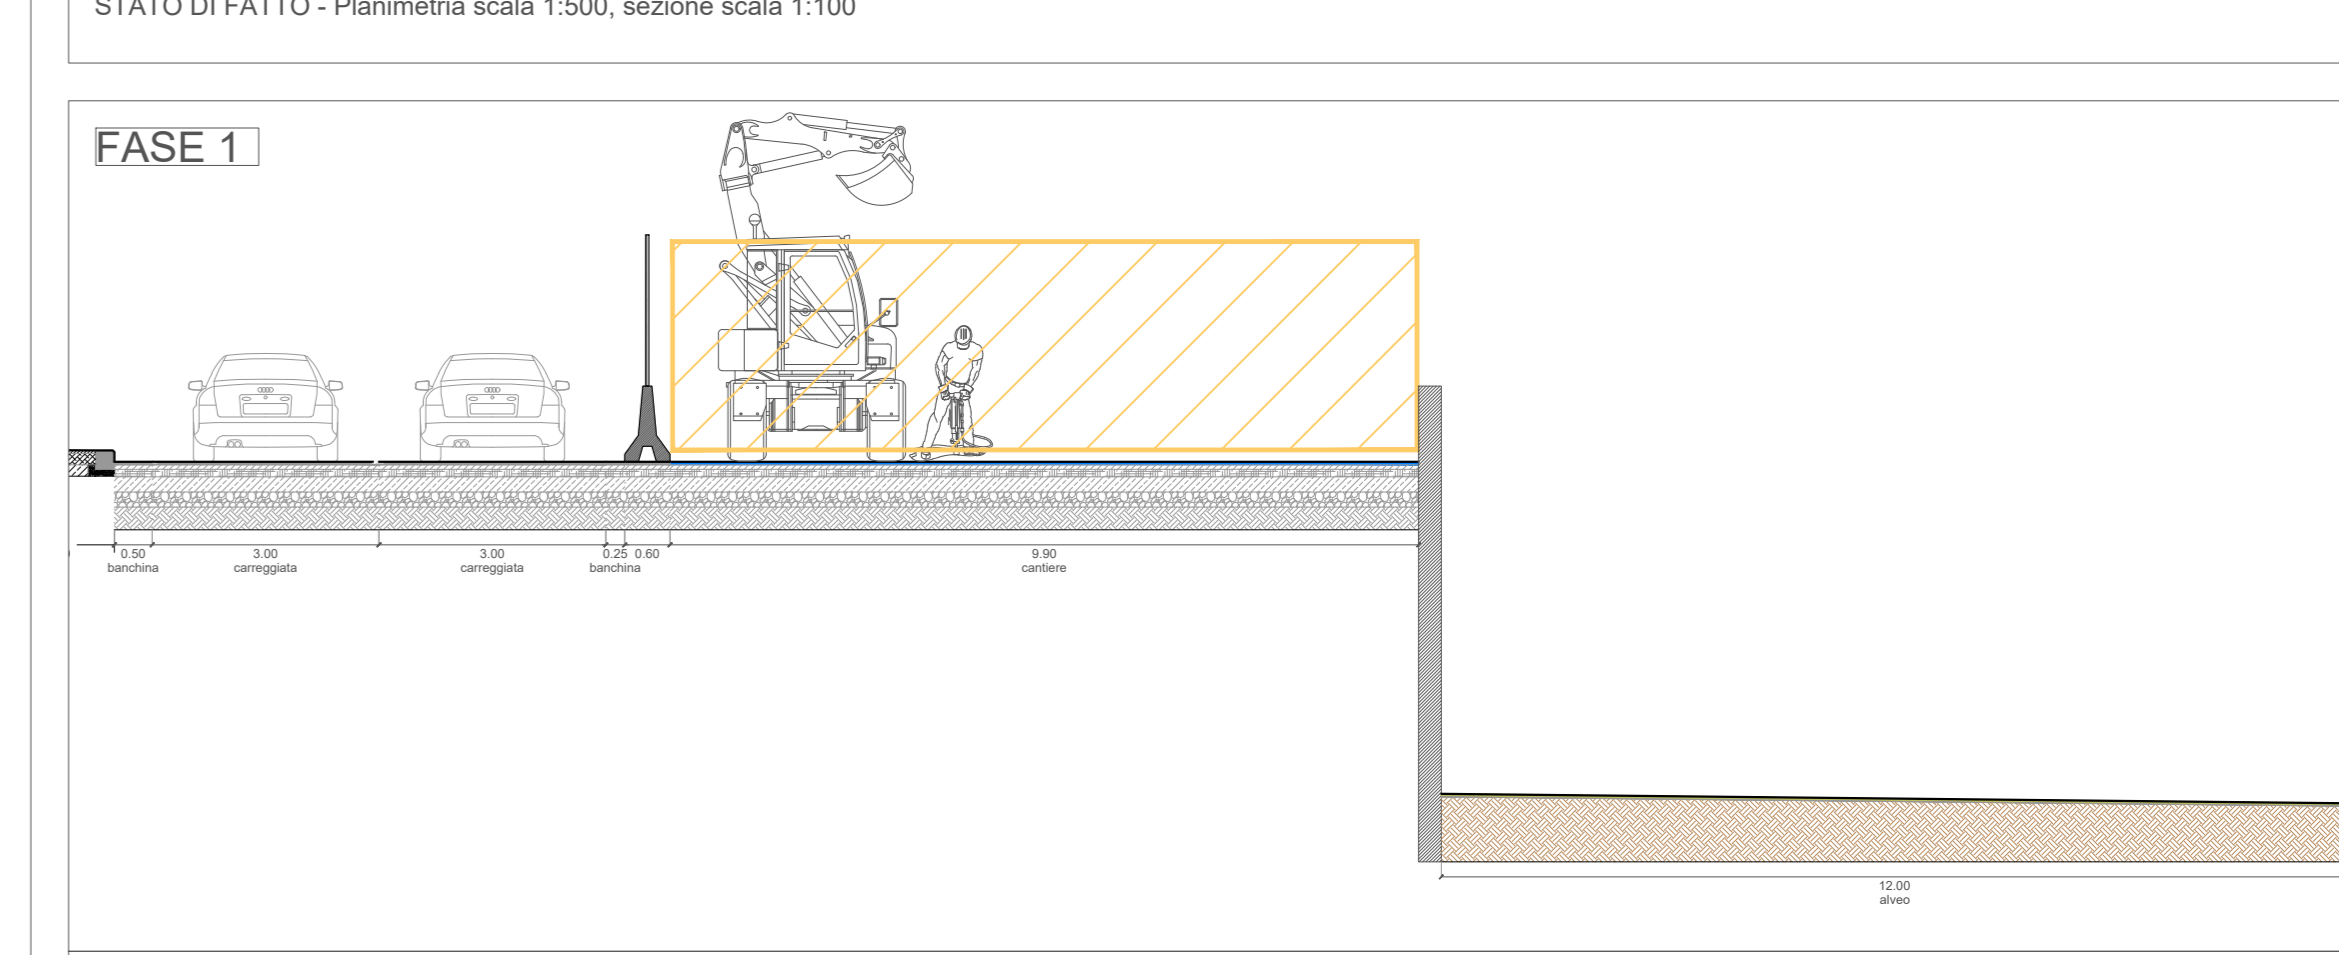 STATO DI FATTO - Planimetria scala 1:500, sezione scala 1:100
FASE 1
0.50
banchina
3.00
carreggiata
3.00
carreggiata
0.25 0.60
banchina
9.90
cantiere
12.00
alveo